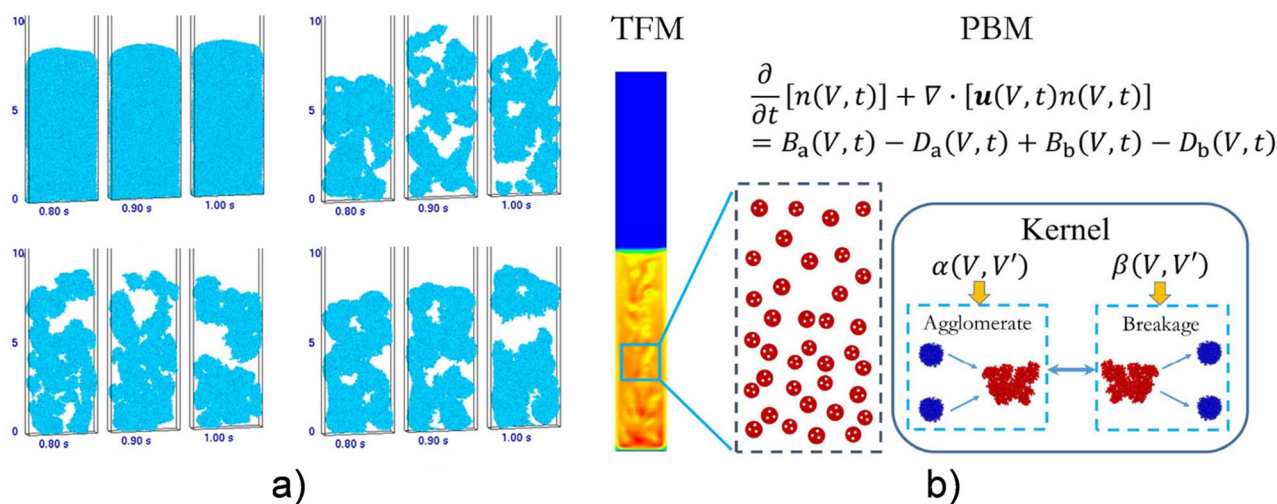 10
5
0
0.80 s
0.90 s
1.00 s
10
5
0
0.80 s
0.90 s
1.00 s
10
5
0
0.80 s
0.90 s
1.00 s
10
5
0
0.80 s
0.90 s
1.00 s
a)
TFM
PBM
∂/∂t [n(V, t)] + ∇ · [u(V, t)n(V, t)]
= Bₐ(V, t) − Dₐ(V, t) + B_b(V, t) − D_b(V, t)
Kernel
α(V, V′)
β(V, V′)
Agglomerate
Breakage
b)